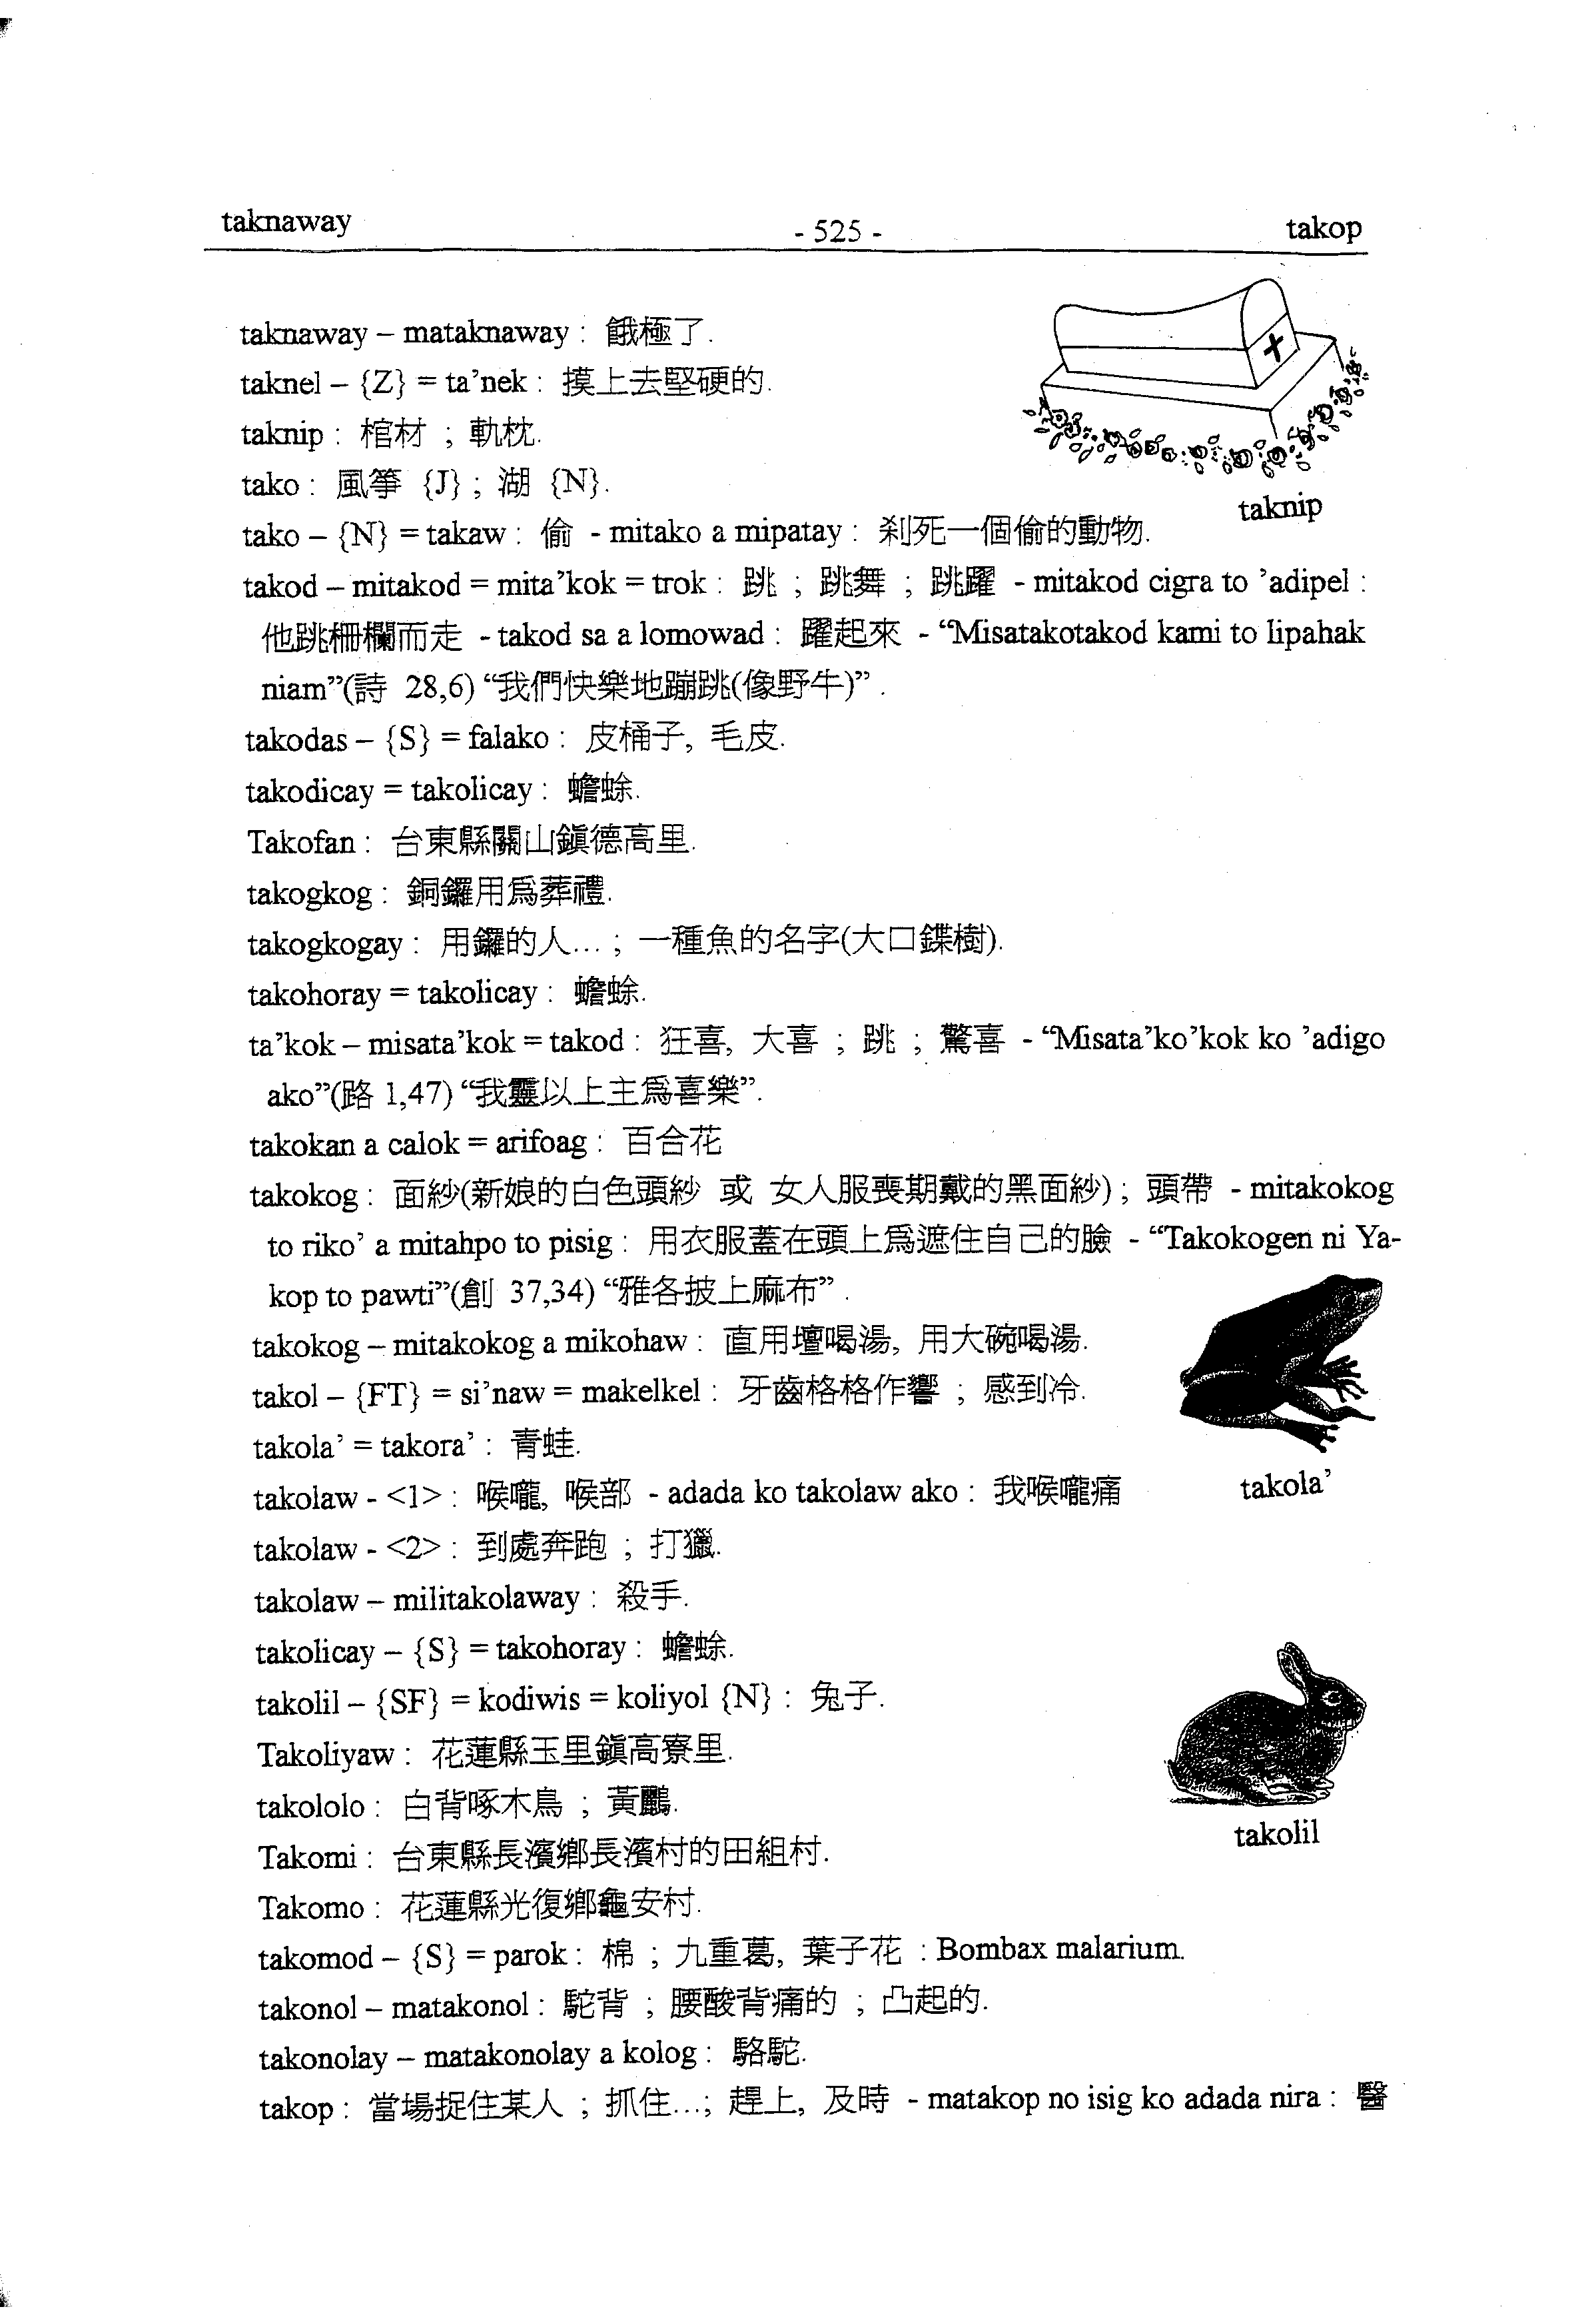 taknaway
- 525 -
takop
taknaway – mataknaway : 餓極了.
taknel – {Z} = ta’nek : 摸上去堅硬的.
taknip : 棺材 ; 軌枕.
tako : 風箏 {J} ; 湖 {N}.
taknip
tako – {N} = takaw : 偷 - mitako a mipatay : 剎死一個偷的動物.
takod – mitakod = mita’kok = trok : 跳 ; 跳舞 ; 跳躍 - mitakod cigra to ’adipel :
他跳柵欄而走 - takod sa a lomowad : 躍起來 - “Misatakotakod kami to lipahak
niam”(詩 28,6) “我們快樂地蹦跳(像野牛)” .
takodas – {S} = falako : 皮桶子, 毛皮.
takodicay = takolicay : 蟾蜍.
Takofan : 台東縣關山鎮德高里.
takogkog : 銅鑼用為葬禮.
takogkogay : 用鑼的人... ; 一種魚的名字(大口鰈樹).
takohoray = takolicay : 蟾蜍.
ta’kok – misata’kok = takod : 狂喜, 大喜 ; 跳 ; 驚喜 - “Misata’ko’kok ko ’adigo
ako”(路 1,47) “我靈以上主為喜樂”.
takokan a calok = arifoag : 百合花
takokog : 面紗(新娘的白色頭紗 或 女人服喪期戴的黑面紗) ; 頭帶 - mitakokog
to riko’ a mitahpo to pisig : 用衣服蓋在頭上為遮住自己的臉 - “Takokogen ni Ya-
kop to pawti”(創 37,34) “雅各披上麻布” .
takokog – mitakokog a mikohaw : 直用壇喝湯, 用大碗喝湯.
takol – {FT} = si’naw = makelkel : 牙齒格格作響 ; 感到冷.
takola’ = takora’ : 青蛙.
takola’
takolaw - <1> : 喉嚨, 喉部 - adada ko takolaw ako : 我喉嚨痛
takolaw - <2> : 到處奔跑 ; 打獵.
takolaw – militakolaway : 殺手.
takolicay – {S} = takohoray : 蟾蜍.
takolil – {SF} = kodiwis = koliyol {N} : 兔子.
Takoliyaw : 花蓮縣玉里鎮高寮里.
takololo : 白背啄木鳥 ; 黃鸝.
takolil
Takomi : 台東縣長濱鄉長濱村的田組村.
Takomo : 花蓮縣光復鄉龜安村.
takomod – {S} = parok : 棉 ; 九重葛, 葉子花 : Bombax malarium.
takonol – matakonol : 駝背 ; 腰酸背痛的 ; 凸起的.
takonolay – matakonolay a kolog : 駱駝.
takop : 當場捉住某人 ; 抓住...; 趕上, 及時 - matakop no isig ko adada nira : 醫